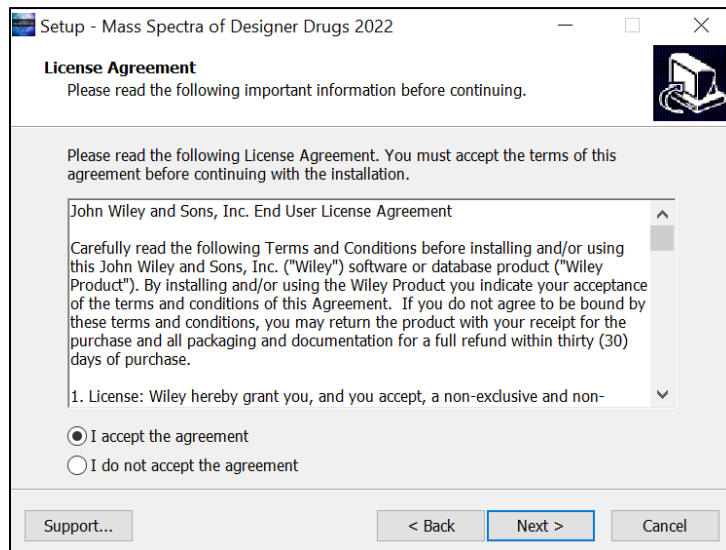 Setup - Mass Spectra of Designer Drugs 2022
License Agreement
Please read the following important information before continuing.
Please read the following License Agreement. You must accept the terms of this
agreement before continuing with the installation.
John Wiley and Sons, Inc. End User License Agreement
Carefully read the following Terms and Conditions before installing and/or using
this John Wiley and Sons, Inc. ("Wiley") software or database product ("Wiley
Product"). By installing and/or using the Wiley Product you indicate your acceptance
of the terms and conditions of this Agreement.  If you do not agree to be bound by
these terms and conditions, you may return the product with your receipt for the
purchase and all packaging and documentation for a full refund within thirty (30)
days of purchase.
1. License: Wiley hereby grant you, and you accept, a non-exclusive and non-
I accept the agreement
I do not accept the agreement
Support... < Back Next > Cancel